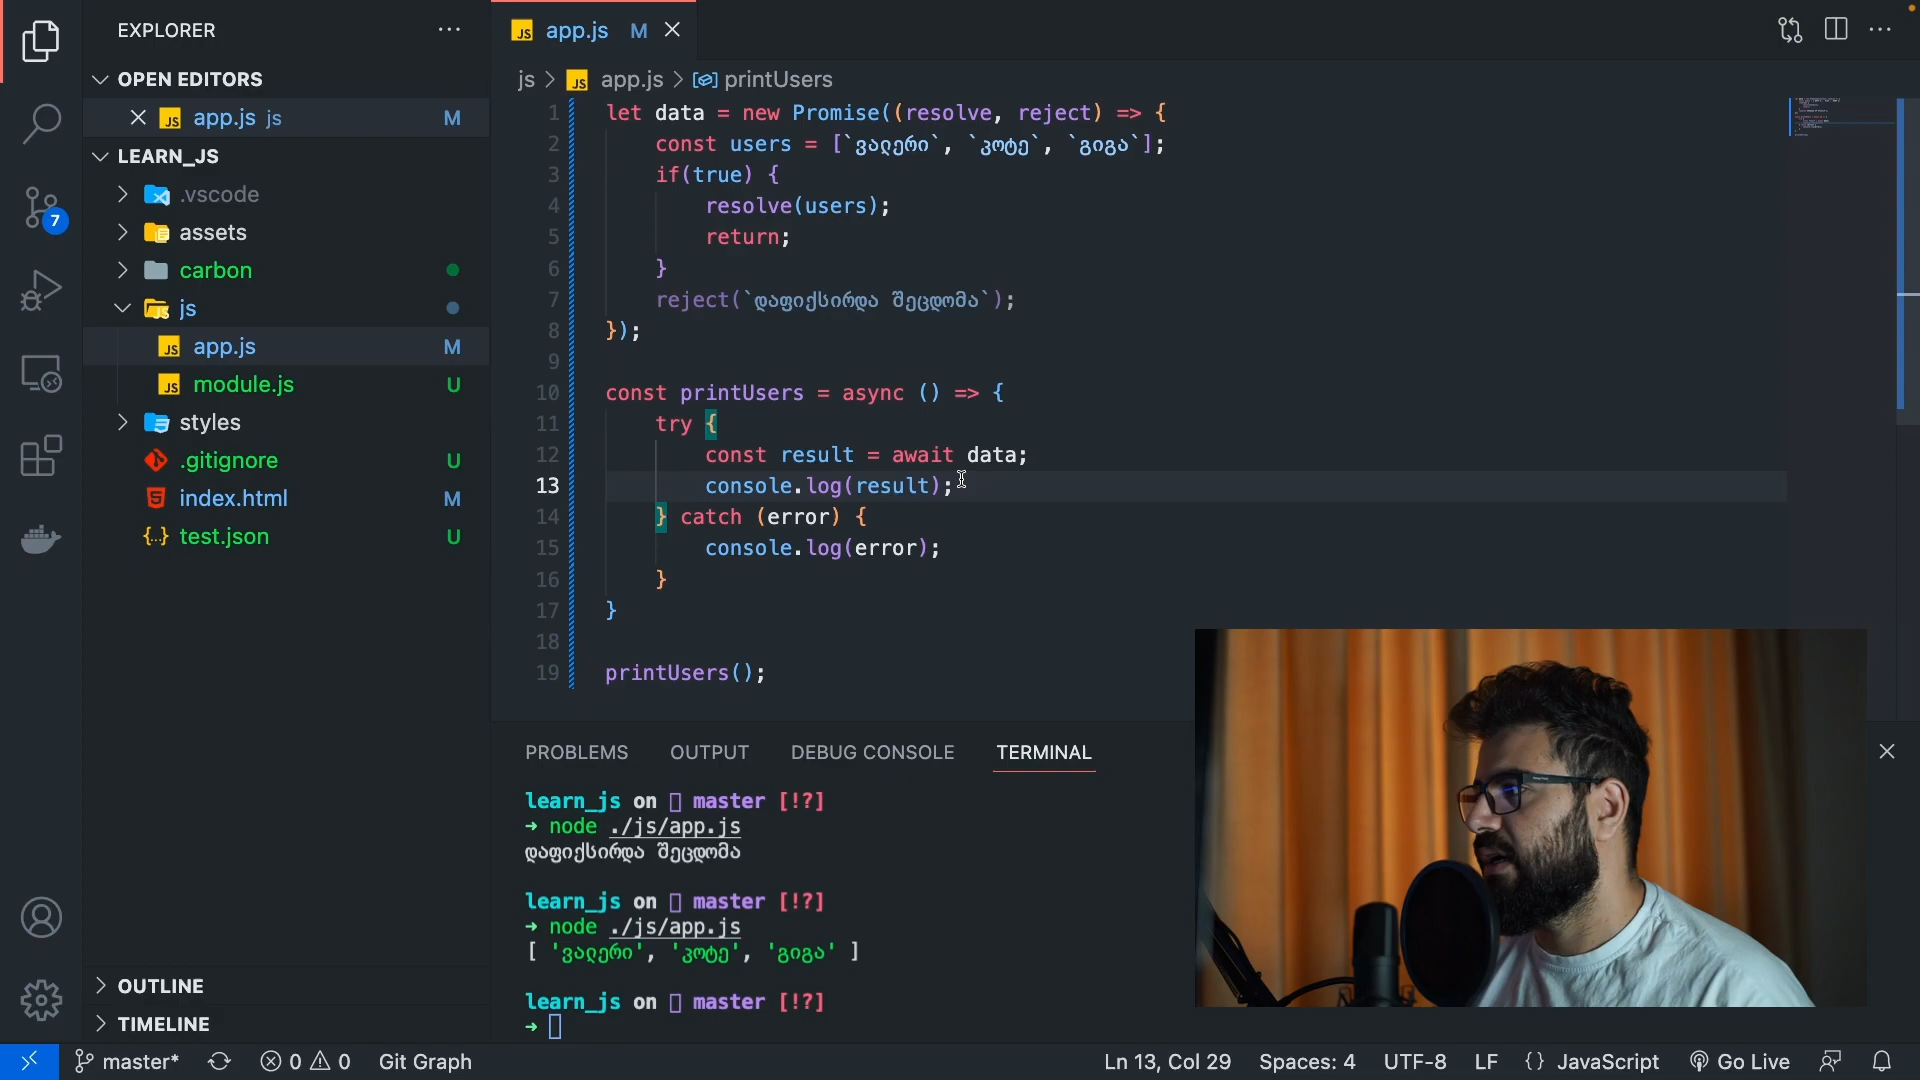 EXPLORER
OPEN EDITORS
app.js js M
LEARN_JS
.vscode
assets
carbon
js
app.js M
module.js U
styles
.gitignore U
index.html M
test.json U
OUTLINE
TIMELINE
7
app.js M
js > app.js > printUsers
1 let data = new Promise((resolve, reject) => {
2 const users = [`ვალერი`, `კოტე`, `გიგა`];
3 if(true) {
4 resolve(users);
5 return;
6 }
7 reject(`დაფიქსირდა შეცდომა`);
8 });
9
10 const printUsers = async () => {
11 try {
12 const result = await data;
13 console.log(result);
14 } catch (error) {
15 console.log(error);
16 }
17 }
18
19 printUsers();
PROBLEMS OUTPUT DEBUG CONSOLE TERMINAL
learn_js on master [!?]
→ node ./js/app.js
დაფიქსირდა შეცდომა
learn_js on master [!?]
→ node ./js/app.js
[ 'ვალერი', 'კოტე', 'გიგა' ]
learn_js on master [!?]
→
master* 0 0 Git Graph Ln 13, Col 29 Spaces: 4 UTF-8 LF {} JavaScript Go Live